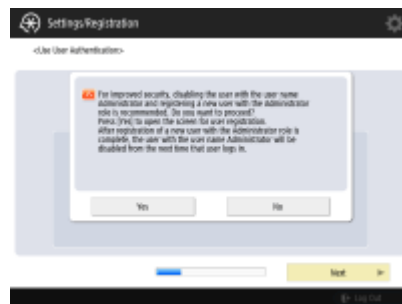 Settings/Registration
<Use User Authentication>
For improved security, disabling the user with the user name
Administrator and registering a new user with the Administrator
role is recommended. Do you want to proceed?
Press [Yes] to open the screen for user registration.
After registration of a new user with the Administrator role is
complete, the user with the user name Administrator will be
disabled from the next time that user logs in.
Yes
No
Next
Log Out